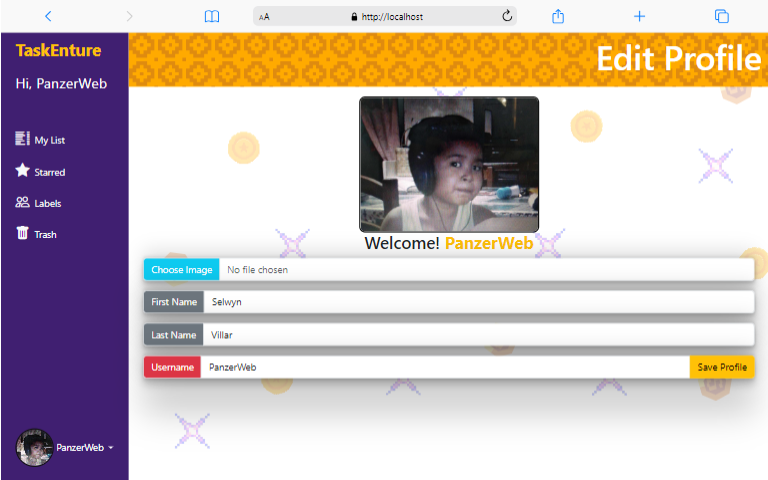 AA http://localhost
TaskEnture
Edit Profile
Hi, PanzerWeb
My List
Starred
Labels
Trash
Welcome! PanzerWeb
Choose Image No file chosen
First Name Selwyn
Last Name Villar
Username PanzerWeb Save Profile
PanzerWeb